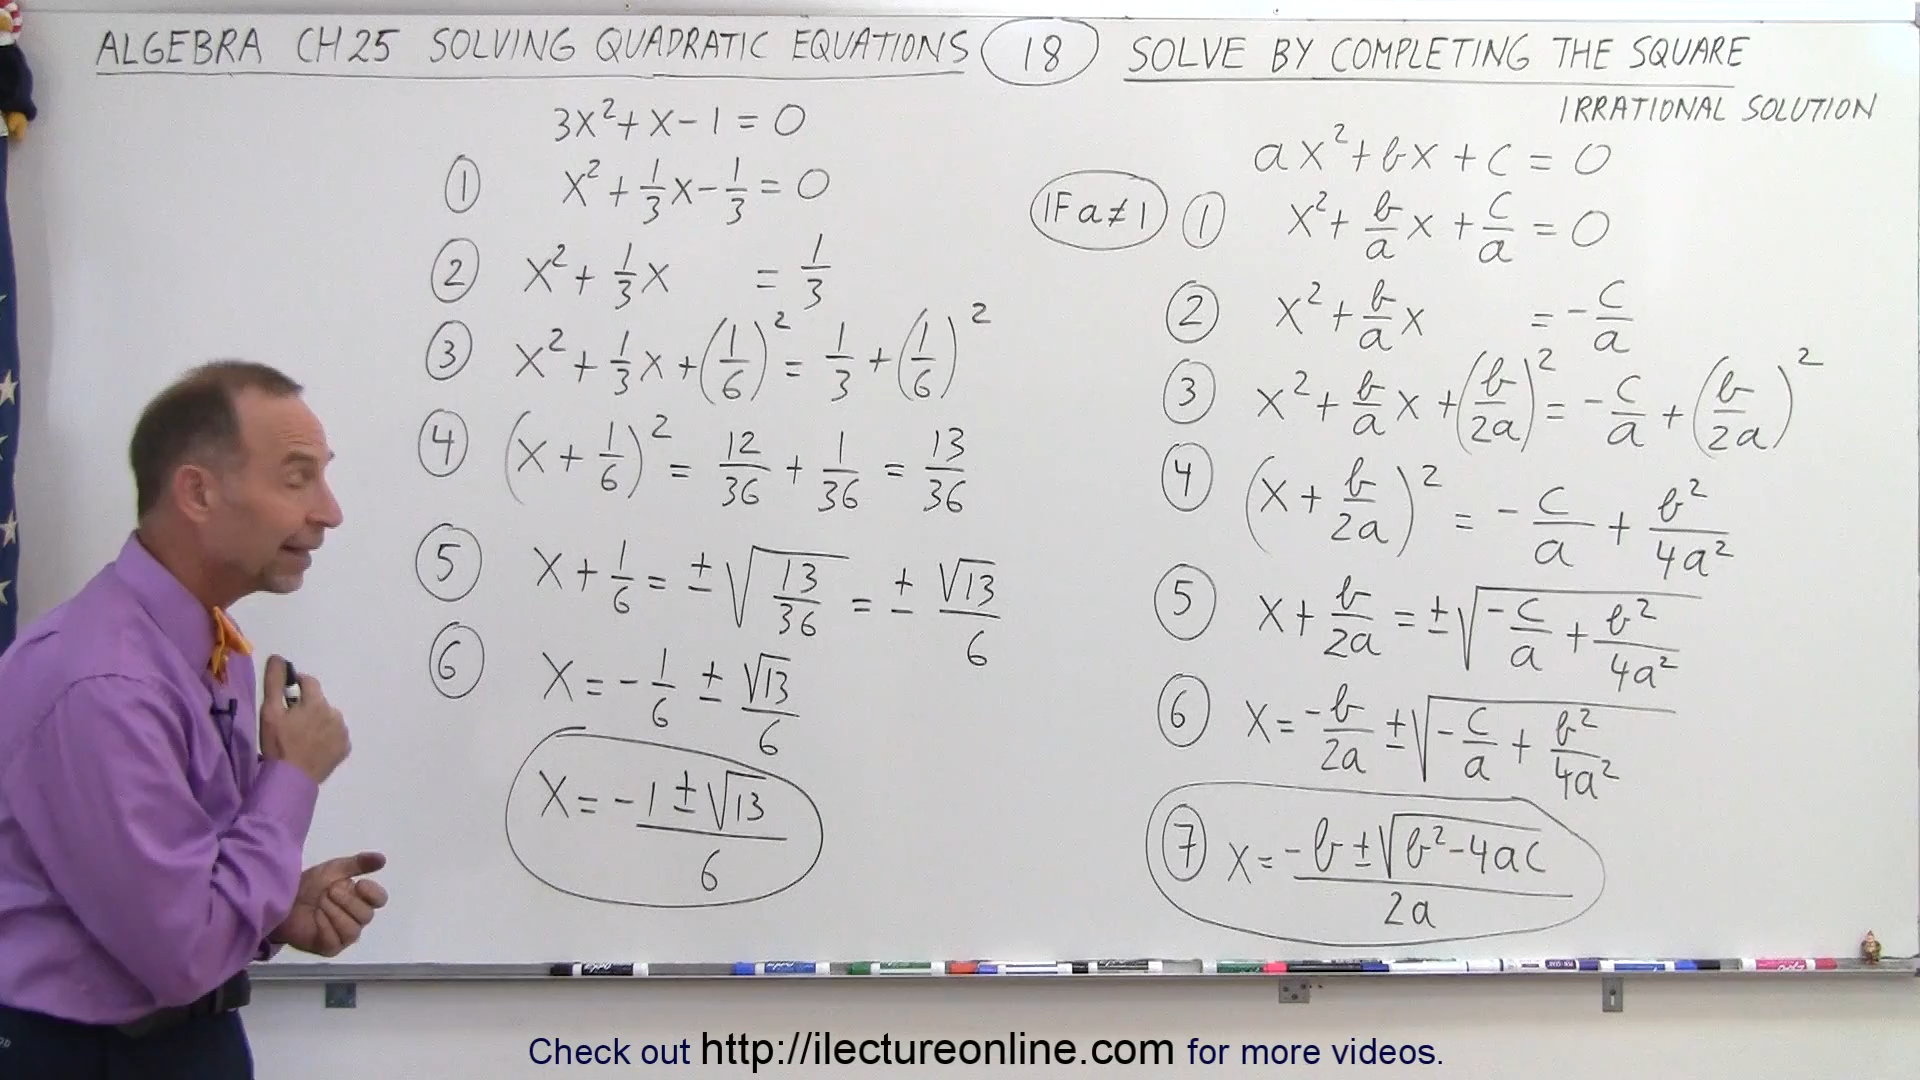 ALGEBRA CH 25 SOLVING QUADRATIC EQUATIONS 18 SOLVE BY COMPLETING THE SQUARE
IRRATIONAL SOLUTION
3x² + x - 1 = 0
① x² + 1/3 x - 1/3 = 0
② x² + 1/3 x = 1/3
③ x² + 1/3 x + (1/6)² = 1/3 + (1/6)²
④ (x + 1/6)² = 12/36 + 1/36 = 13/36
⑤ x + 1/6 = ± √(13/36) = ± √13/6
⑥ x = - 1/6 ± √13/6
x = (-1 ± √13)/6
ax² + bx + c = 0
IF a ≠ 1 ① x² + b/a x + c/a = 0
② x² + b/a x = - c/a
③ x² + b/a x + (b/2a)² = - c/a + (b/2a)²
④ (x + b/2a)² = - c/a + b²/4a²
⑤ x + b/2a = ± √(-c/a + b²/4a²)
⑥ x = -b/2a ± √(-c/a + b²/4a²)
⑦ x = (-b ± √(b² - 4ac))/2a
Check out http://ilectureonline.com for more videos.